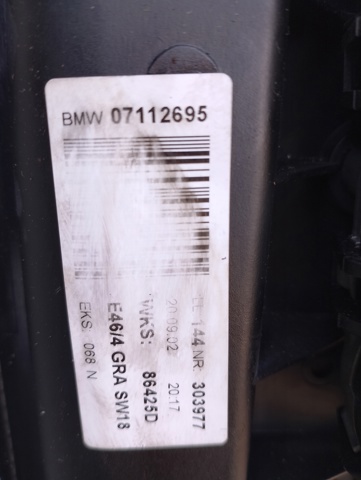 BMW 07112695
144 NR: 303977
20.09.02 20:17
WKS: 86425D
E46/4 GRA SW18
EKS: 068 N